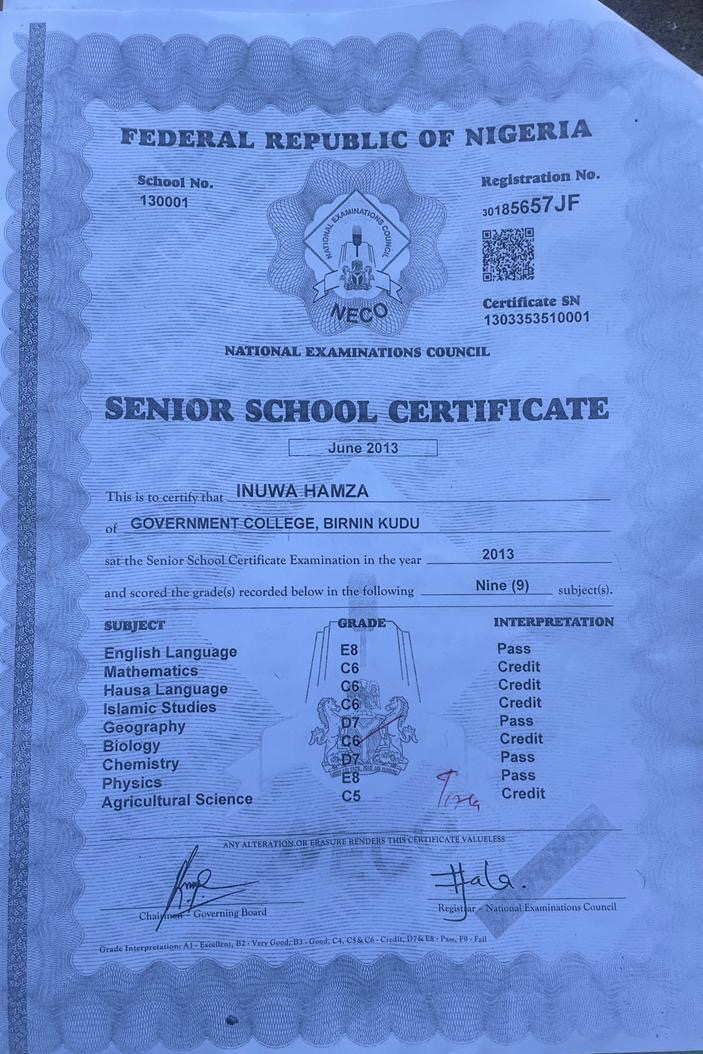 FEDERAL REPUBLIC OF NIGERIA
School No.
130001
Registration No.
30185657JF
NATIONAL EXAMINATIONS COUNCIL
NECO
Certificate SN
1303353510001
NATIONAL EXAMINATIONS COUNCIL
SENIOR SCHOOL CERTIFICATE
June 2013
This is to certify that INUWA HAMZA
of GOVERNMENT COLLEGE, BIRNIN KUDU
sat the Senior School Certificate Examination in the year 2013
and scored the grade(s) recorded below in the following Nine (9) subject(s).
SUBJECT GRADE INTERPRETATION
English Language E8 Pass
Mathematics C6 Credit
Hausa Language C6 Credit
Islamic Studies C6 Credit
Geography D7 Pass
Biology C6 Credit
Chemistry D7 Pass
Physics E8 Pass
Agricultural Science C5 Credit
ANY ALTERATION OR ERASURE RENDERS THIS CERTIFICATE VALUELESS
Chairman - Governing Board
Registrar - National Examinations Council
Grade Interpretation: A1 - Excellent, B2 - Very Good, B3 - Good, C4, C5 & C6 - Credit, D7 & E8 - Pass, F9 - Fail